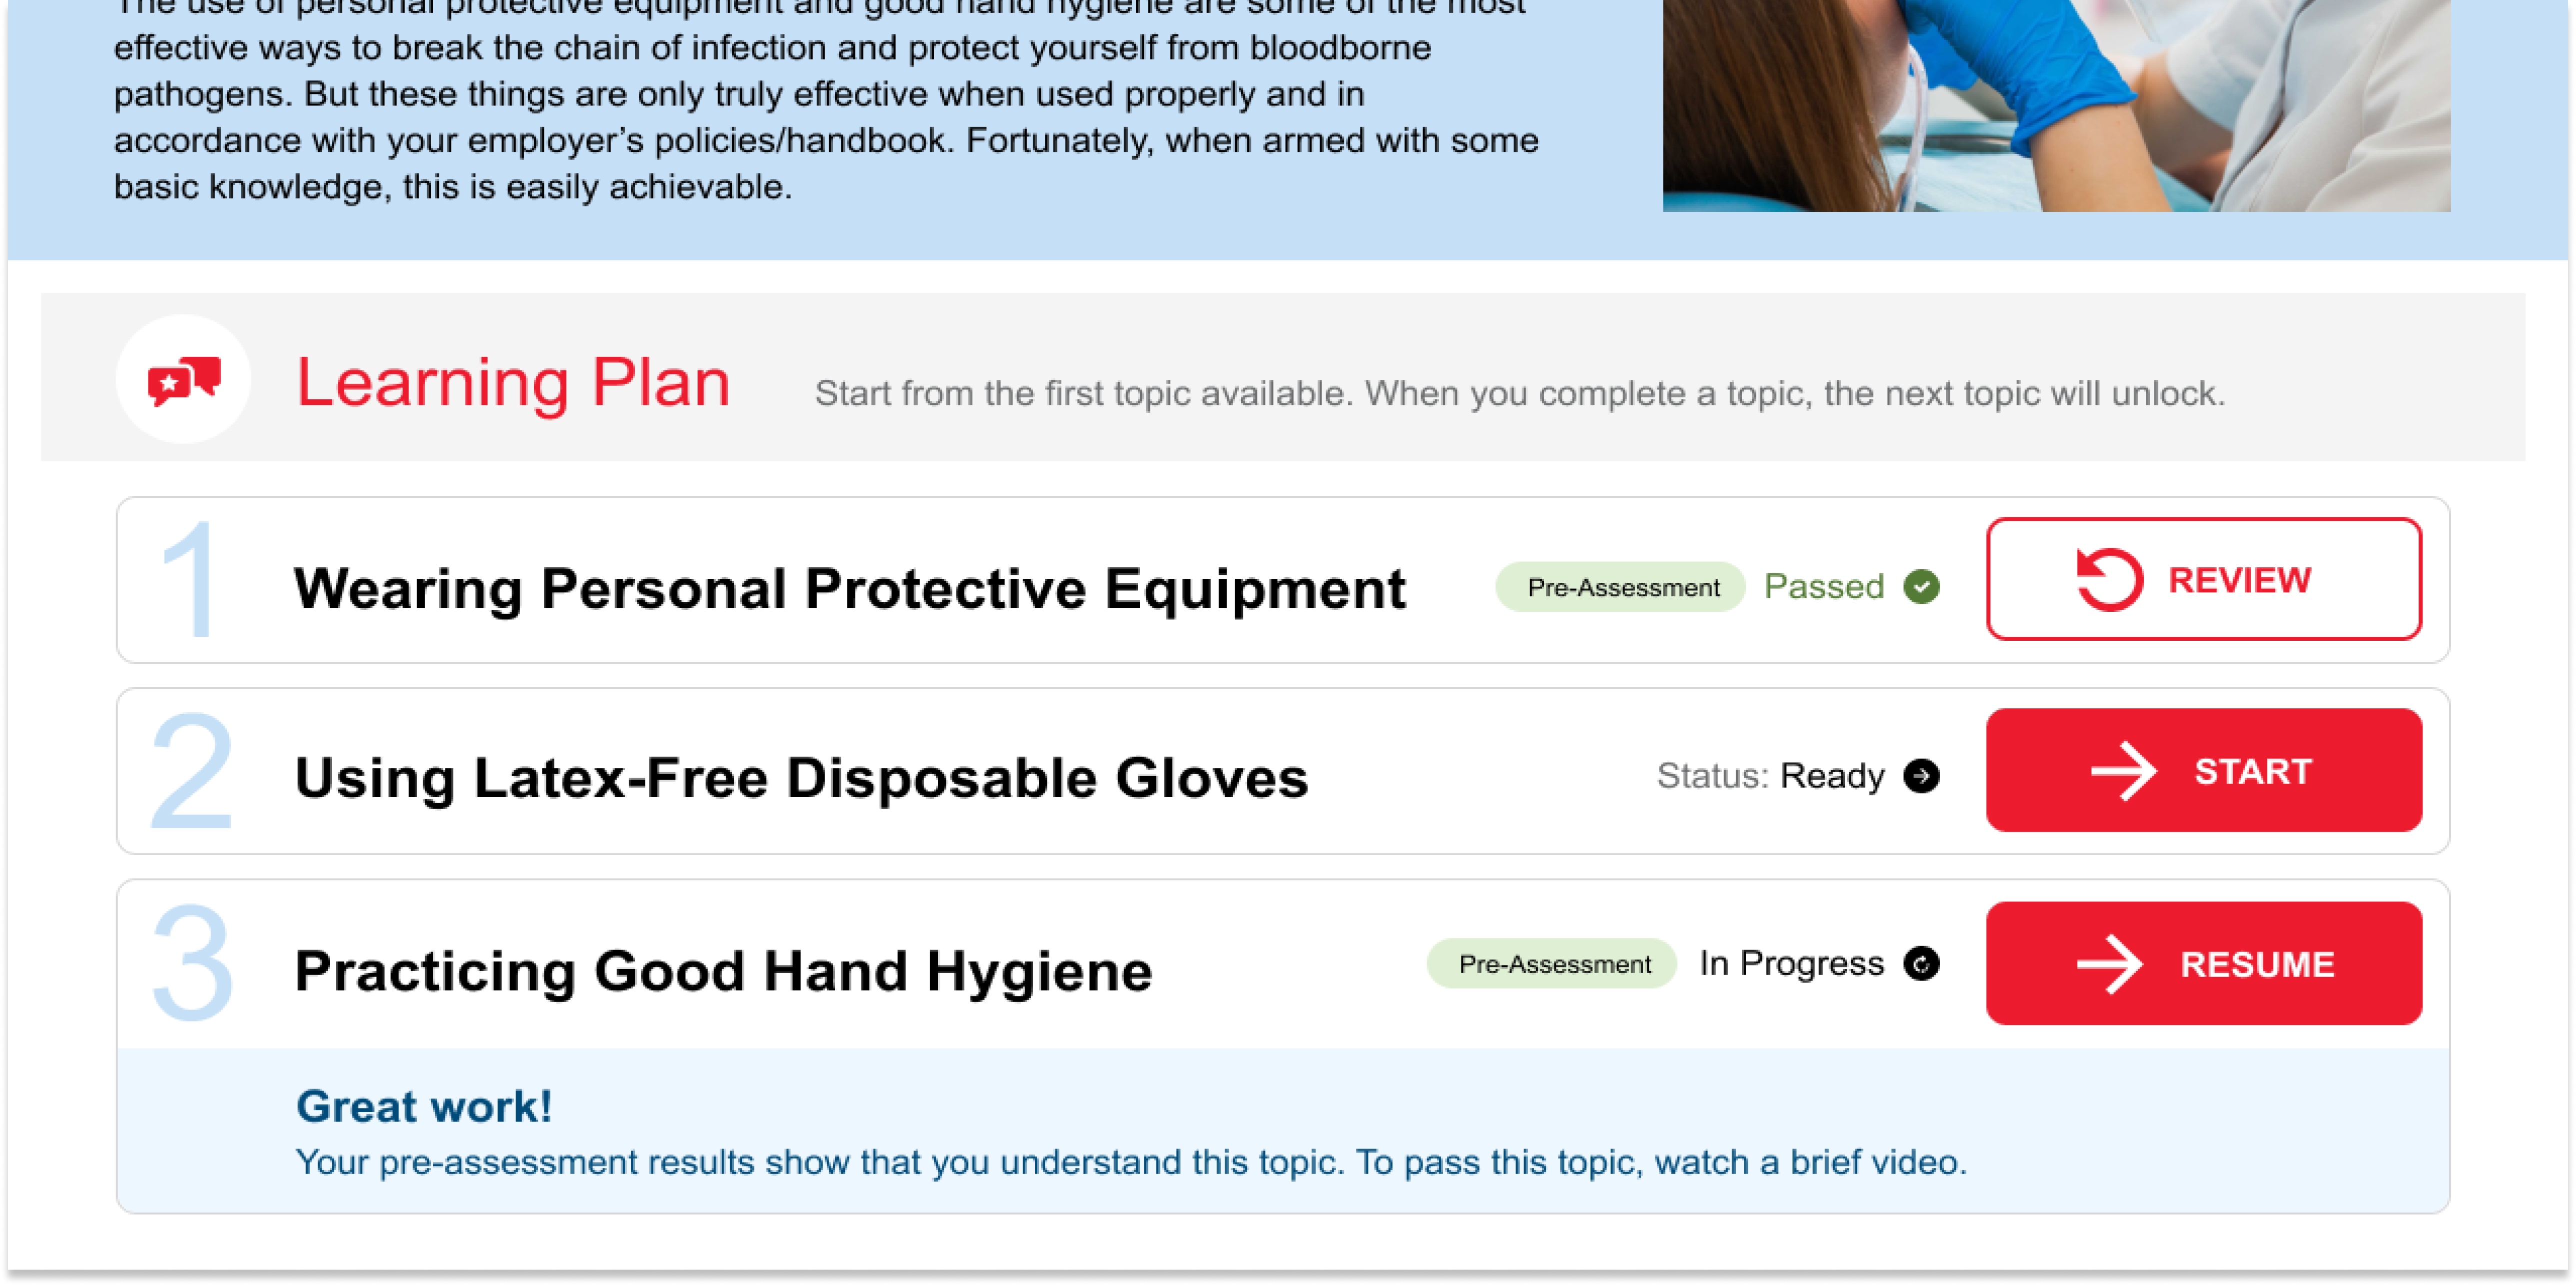 The use of personal protective equipment and good hand hygiene are some of the most
effective ways to break the chain of infection and protect yourself from bloodborne
pathogens. But these things are only truly effective when used properly and in
accordance with your employer’s policies/handbook. Fortunately, when armed with some
basic knowledge, this is easily achievable.
Learning Plan
Start from the first topic available. When you complete a topic, the next topic will unlock.
1 Wearing Personal Protective Equipment Pre-Assessment Passed REVIEW
2 Using Latex-Free Disposable Gloves Status: Ready START
3 Practicing Good Hand Hygiene Pre-Assessment In Progress RESUME
Great work!
Your pre-assessment results show that you understand this topic. To pass this topic, watch a brief video.